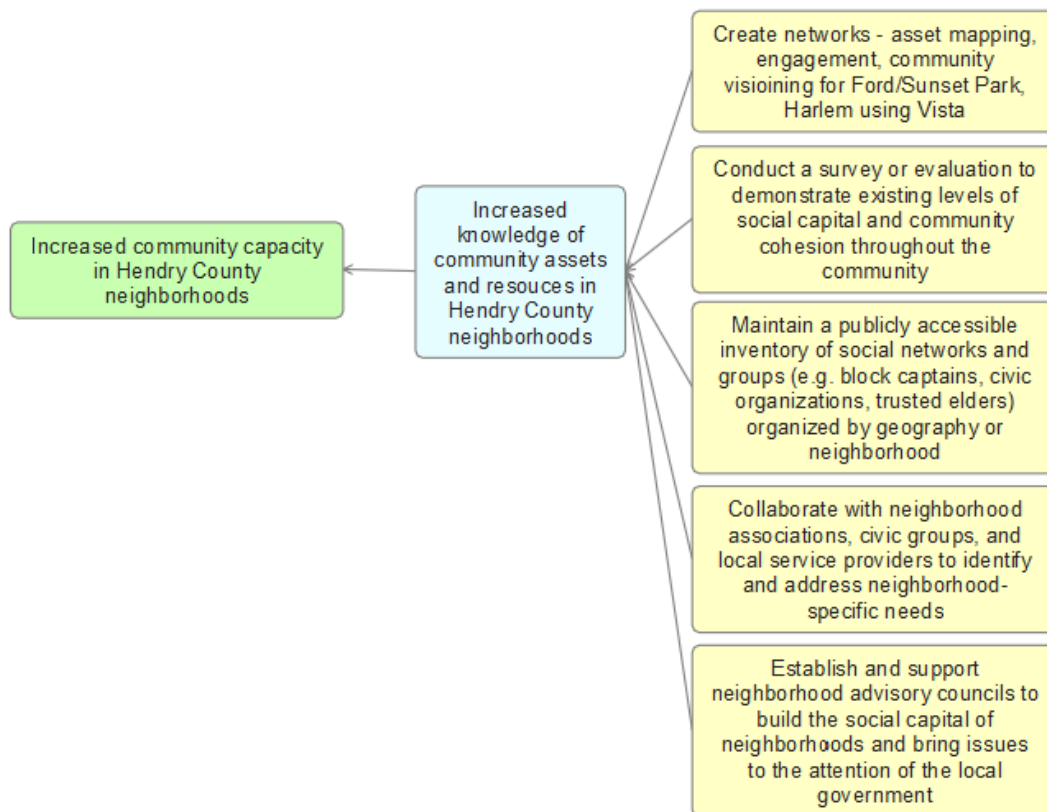 Increased community capacity
in Hendry County
neighborhoods
Increased
knowledge of
community assets
and resouces in
Hendry County
neighborhoods
Create networks - asset mapping,
engagement, community
visioining for Ford/Sunset Park,
Harlem using Vista
Conduct a survey or evaluation to
demonstrate existing levels of
social capital and community
cohesion throughout the
community
Maintain a publicly accessible
inventory of social networks and
groups (e.g. block captains, civic
organizations, trusted elders)
organized by geography or
neighborhood
Collaborate with neighborhood
associations, civic groups, and
local service providers to identify
and address neighborhood-
specific needs
Establish and support
neighborhood advisory councils to
build the social capital of
neighborhoods and bring issues
to the attention of the local
government